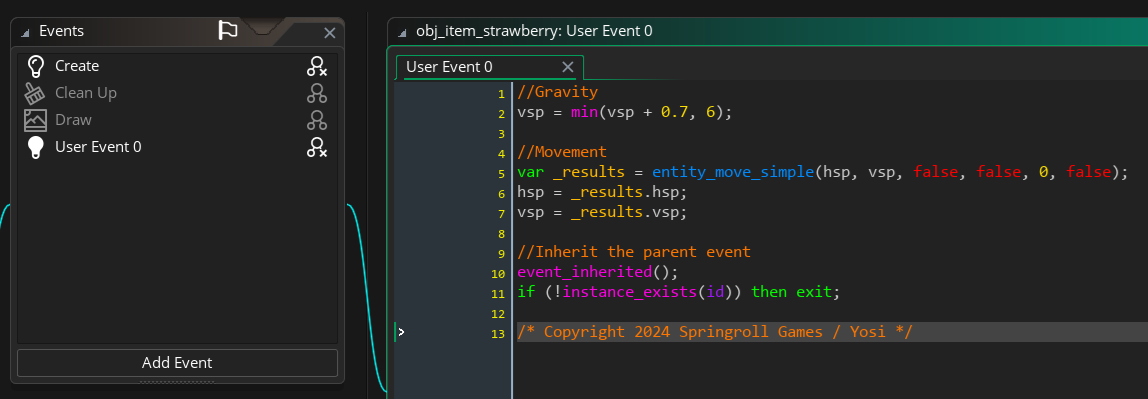 Events
Create
Clean Up
Draw
User Event 0
Add Event
obj_item_strawberry: User Event 0
User Event 0
1 //Gravity
2 vsp = min(vsp + 0.7, 6);
3
4 //Movement
5 var _results = entity_move_simple(hsp, vsp, false, false, 0, false);
6 hsp = _results.hsp;
7 vsp = _results.vsp;
8
9 //Inherit the parent event
10 event_inherited();
11 if (!instance_exists(id)) then exit;
12
13 /* Copyright 2024 Springroll Games / Yosi */